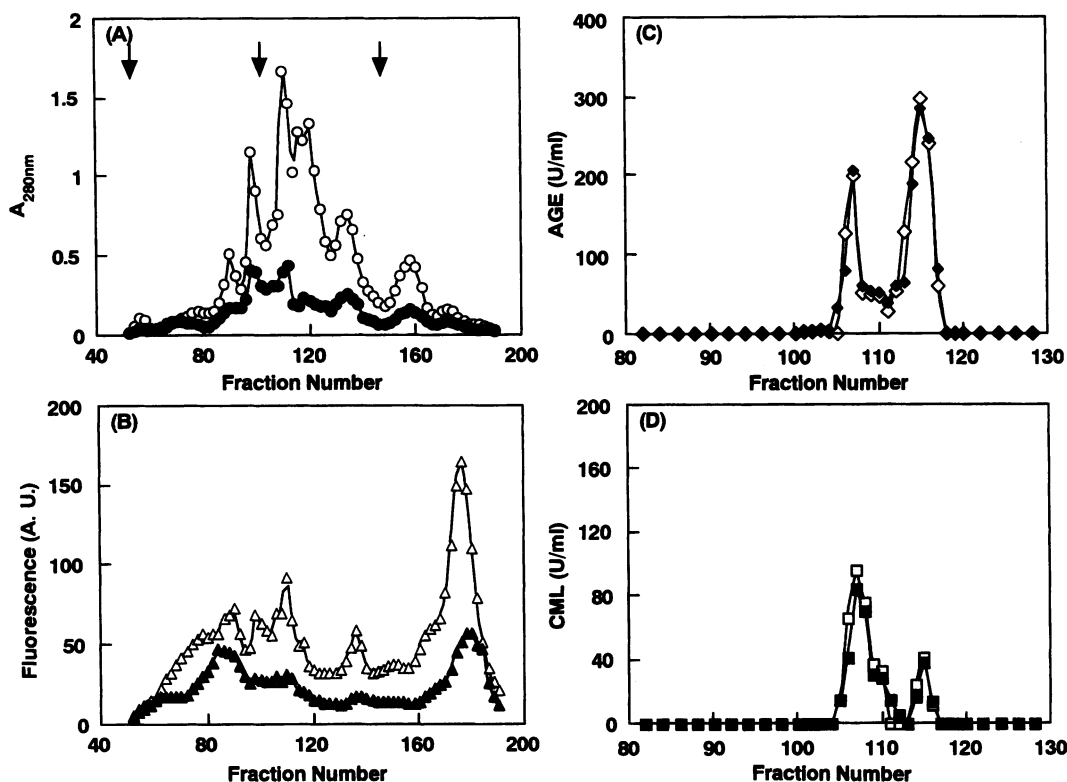 (A)
A280nm
2
1.5
1
0.5
0
40 80 120 160 200
Fraction Number
(B)
Fluorescence (A. U.)
200
150
100
50
0
40 80 120 160 200
Fraction Number
(C)
AGE (U/ml)
400
300
200
100
0
80 90 100 110 120 130
Fraction Number
(D)
CML (U/ml)
200
160
120
80
40
0
80 90 100 110 120 130
Fraction Number